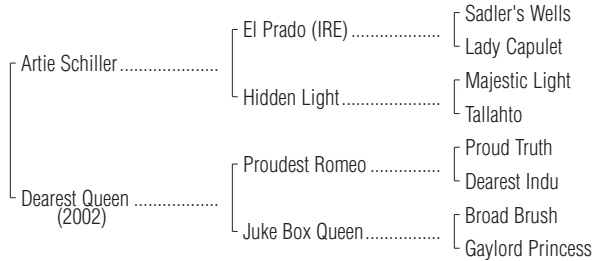 Sadler's Wells
El Prado (IRE) ....................
Lady Capulet
Artie Schiller ......................
Majestic Light
Hidden Light......................
Tallahto
Proud Truth
Proudest Romeo ................
Dearest Indu
Dearest Queen ...................
(2002)
Broad Brush
Juke Box Queen.................
Gaylord Princess